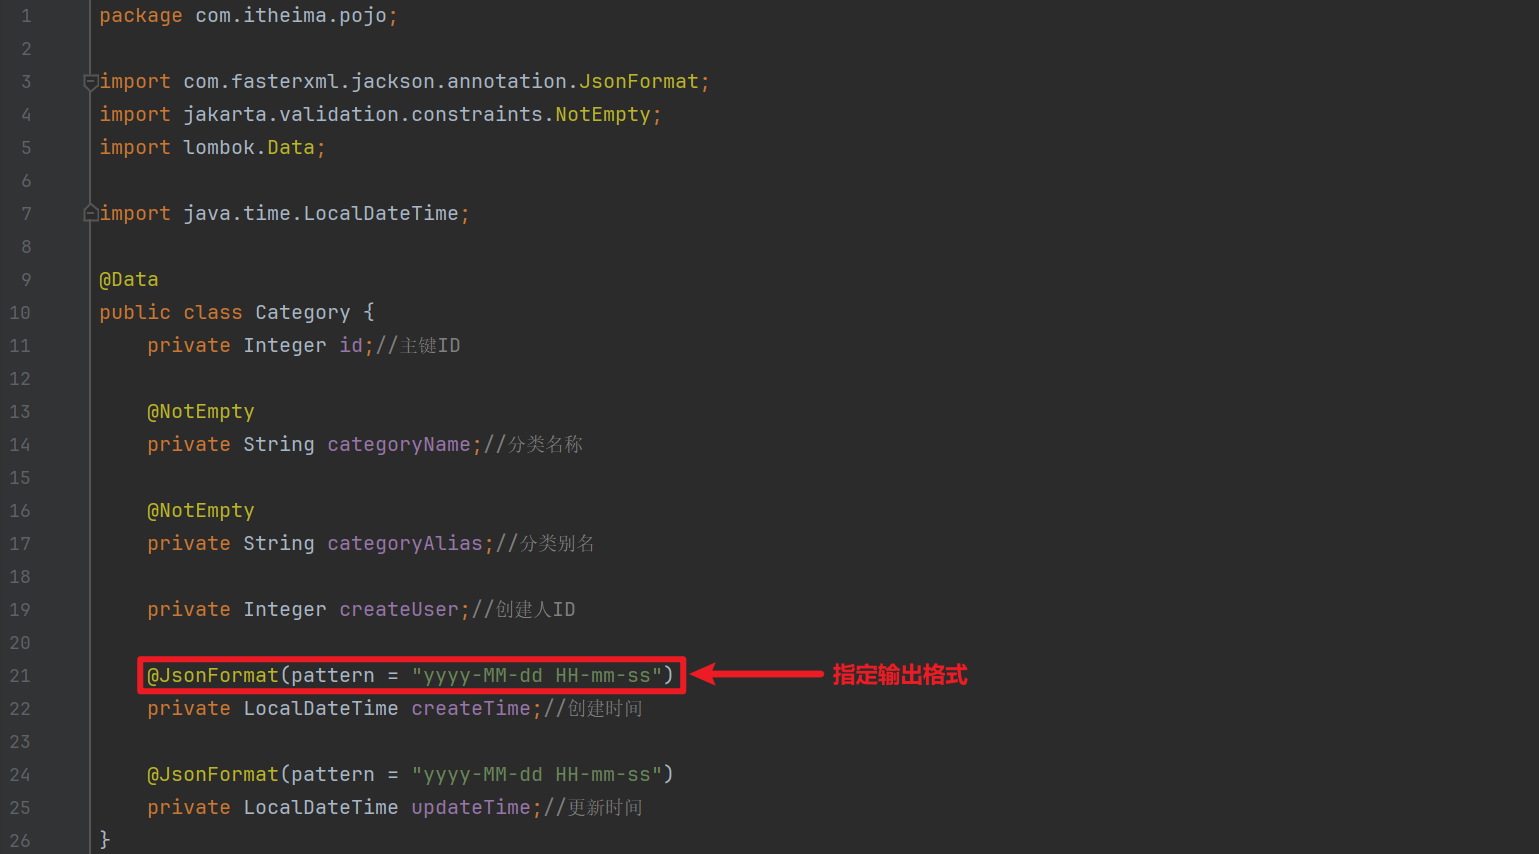 1 package com.itheima.pojo;
2
3 import com.fasterxml.jackson.annotation.JsonFormat;
4 import jakarta.validation.constraints.NotEmpty;
5 import lombok.Data;
6
7 import java.time.LocalDateTime;
8
9 @Data
10 public class Category {
11     private Integer id;//主键ID
12
13     @NotEmpty
14     private String categoryName;//分类名称
15
16     @NotEmpty
17     private String categoryAlias;//分类别名
18
19     private Integer createUser;//创建人ID
20
21     @JsonFormat(pattern = "yyyy-MM-dd HH-mm-ss") 指定输出格式
22     private LocalDateTime createTime;//创建时间
23
24     @JsonFormat(pattern = "yyyy-MM-dd HH-mm-ss")
25     private LocalDateTime updateTime;//更新时间
26 }